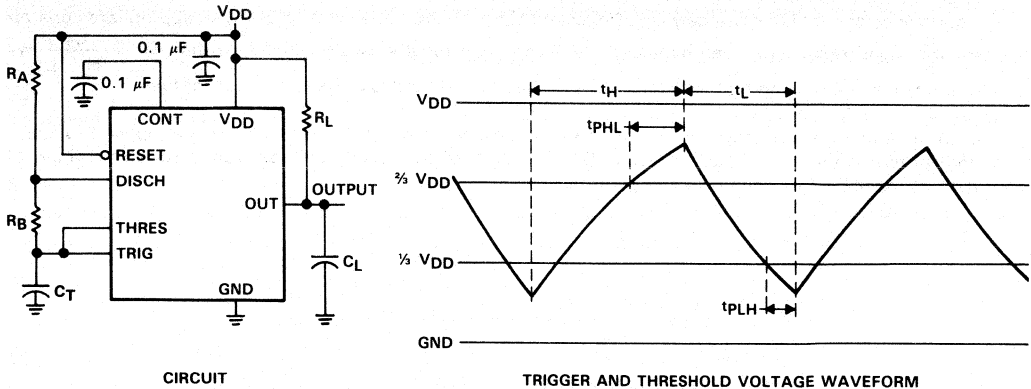 VDD
0.1 μF
RA
0.1 μF
CONT
VDD
RL
RESET
DISCH
OUTPUT
OUT
RB
THRES
TRIG
CL
CT
GND
CIRCUIT
tH
tL
VDD
tPHL
⅔ VDD
⅓ VDD
tPLH
GND
TRIGGER AND THRESHOLD VOLTAGE WAVEFORM